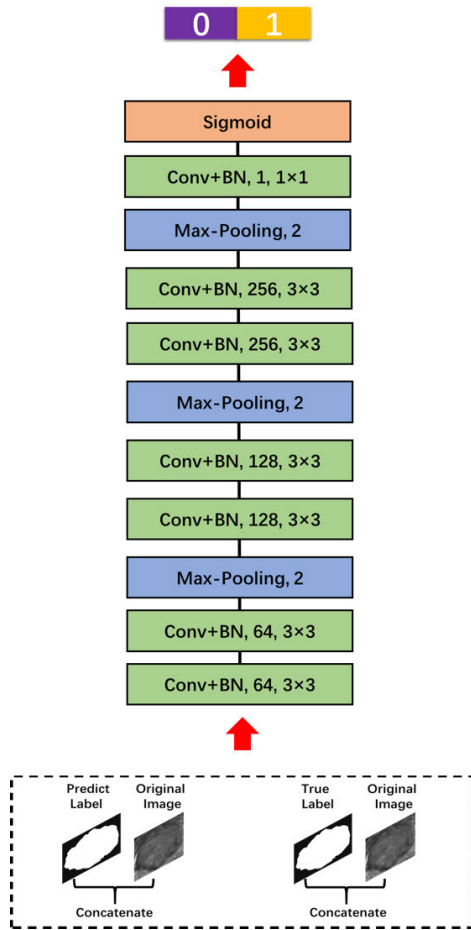 0 1
Sigmoid
Conv+BN, 1, 1×1
Max-Pooling, 2
Conv+BN, 256, 3×3
Conv+BN, 256, 3×3
Max-Pooling, 2
Conv+BN, 128, 3×3
Conv+BN, 128, 3×3
Max-Pooling, 2
Conv+BN, 64, 3×3
Conv+BN, 64, 3×3
Predict
Label
Original
Image
True
Label
Original
Image
Concatenate
Concatenate